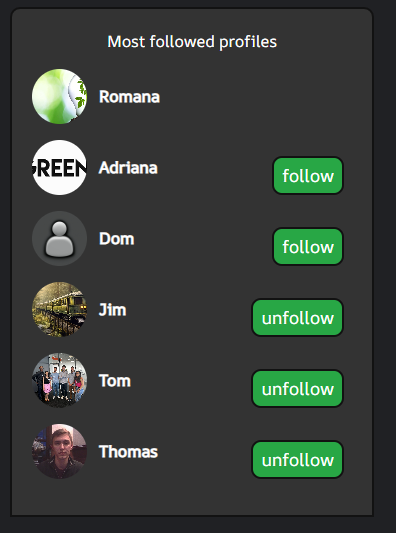 Most followed profiles
Romana
GREEN Adriana
follow
Dom
follow
Jim
unfollow
Tom
unfollow
Thomas
unfollow